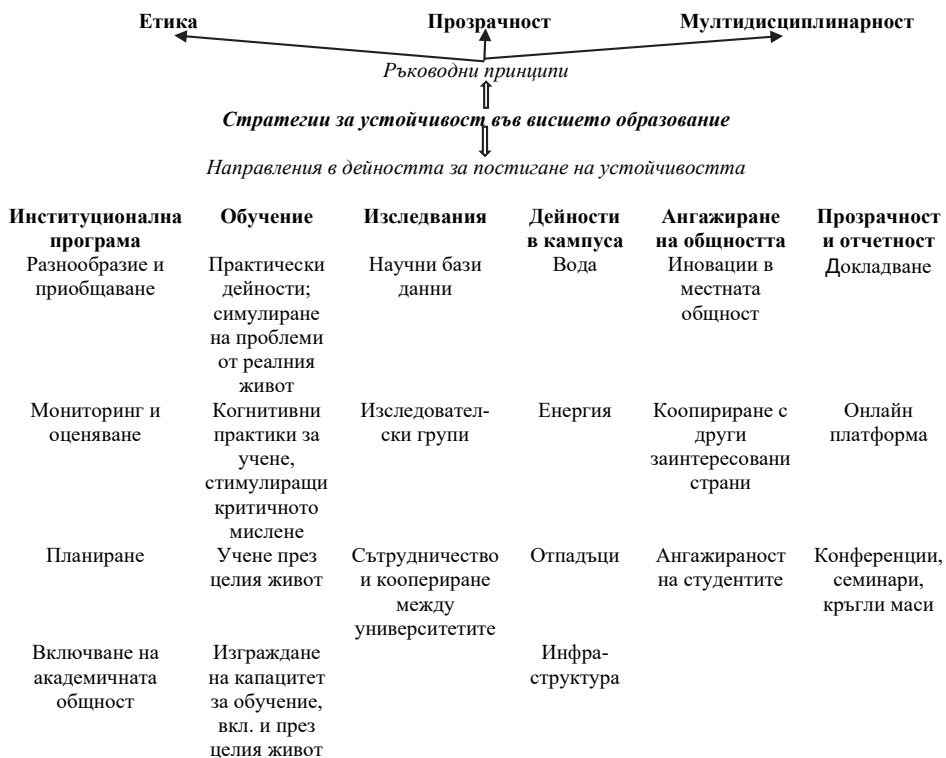 Етика Прозрачност Мултидисциплинарност
Ръководни принципи
Стратегии за устойчивост във висшето образование
Направления в дейността за постигане на устойчивостта
Институционална Обучение Изследвания Дейности Ангажиране Прозрачност
програма в кампуса на общността и отчетност
Разнообразие и Практически Научни бази Вода Иновации в Докладване
приобщаване дейности; данни местната
симулиране общност
на проблеми
от реалния
живот
Мониторинг и Когнитивни Изследовател- Енергия Коопериране с Онлайн
оценяване практики за ски групи други платформа
учене, заинтересовани
стимулиращи страни
критичното
мислене
Планиране Учене през Сътрудничество Отпадъци Ангажираност Конференции,
целия живот и коопериране на студентите семинари,
между кръгли маси
университетите
Включване на Изграждане Инфра-
академичната на капацитет структура
общност за обучение,
вкл. и през
целия живот